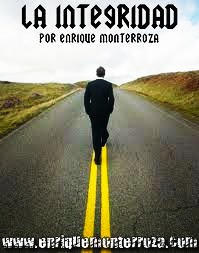 LA INTEGRIDAD
POR ENRIQUE MONTERROZA
www.enriquemonterroza.com